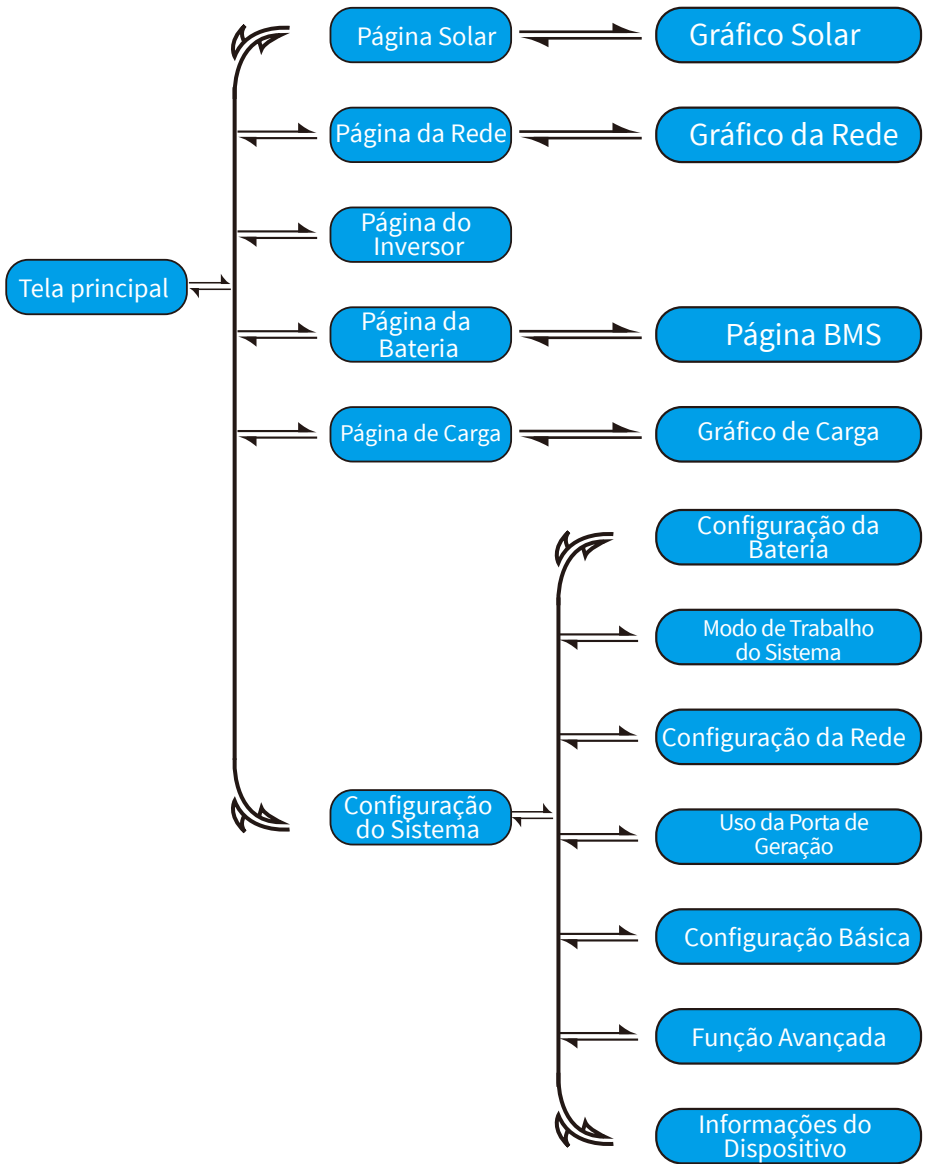 Página Solar
Gráfico Solar
Página da Rede
Gráfico da Rede
Página do
Inversor
Tela principal
Página da
Bateria
Página BMS
Página de Carga
Gráfico de Carga
Configuração da
Bateria
Modo de Trabalho
do Sistema
Configuração da Rede
Configuração
do Sistema
Uso da Porta de
Geração
Configuração Básica
Função Avançada
Informações do
Dispositivo